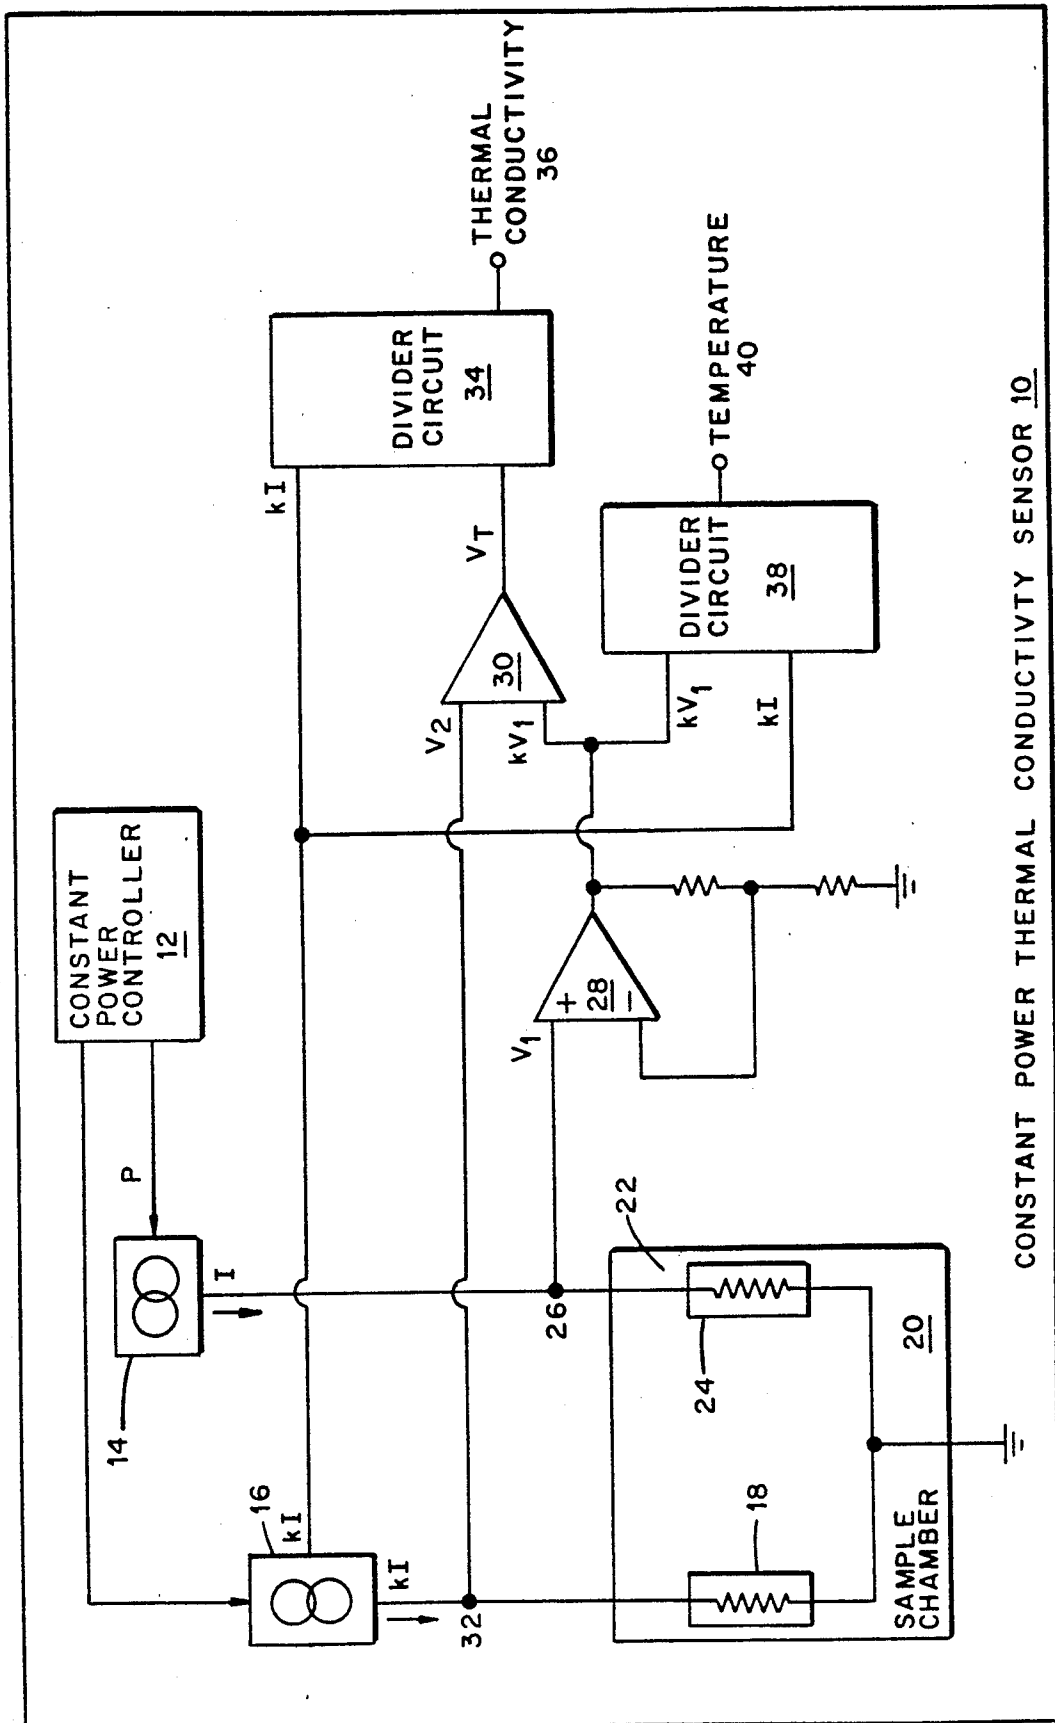 CONSTANT
POWER
CONTROLLER
12
P
14
I
16
kI
kI
32
26
V1
+
28
−
V2
kV1
30
VT
kI
DIVIDER
CIRCUIT
34
THERMAL
CONDUCTIVITY
36
kV1
kI
DIVIDER
CIRCUIT
38
TEMPERATURE
40
22
24
18
20
SAMPLE
CHAMBER
CONSTANT POWER THERMAL CONDUCTIVTY SENSOR 10